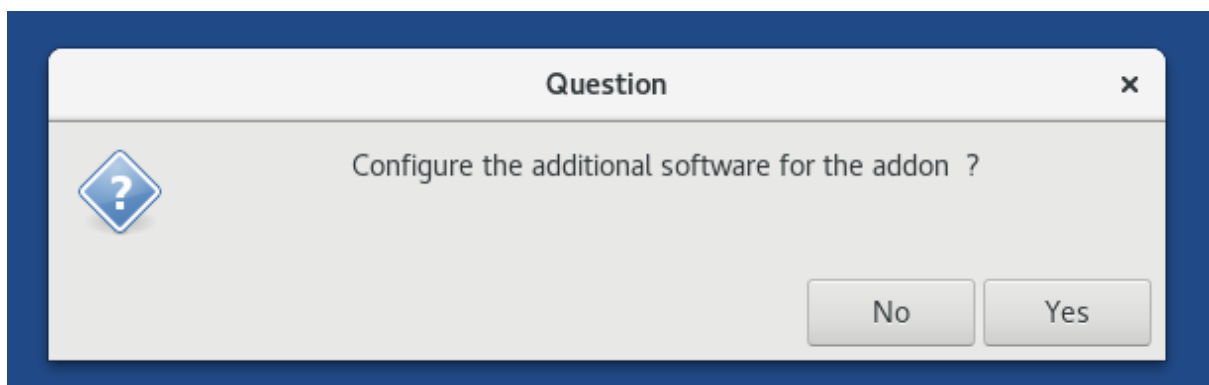 Question
Configure the additional software for the addon  ?
No
Yes